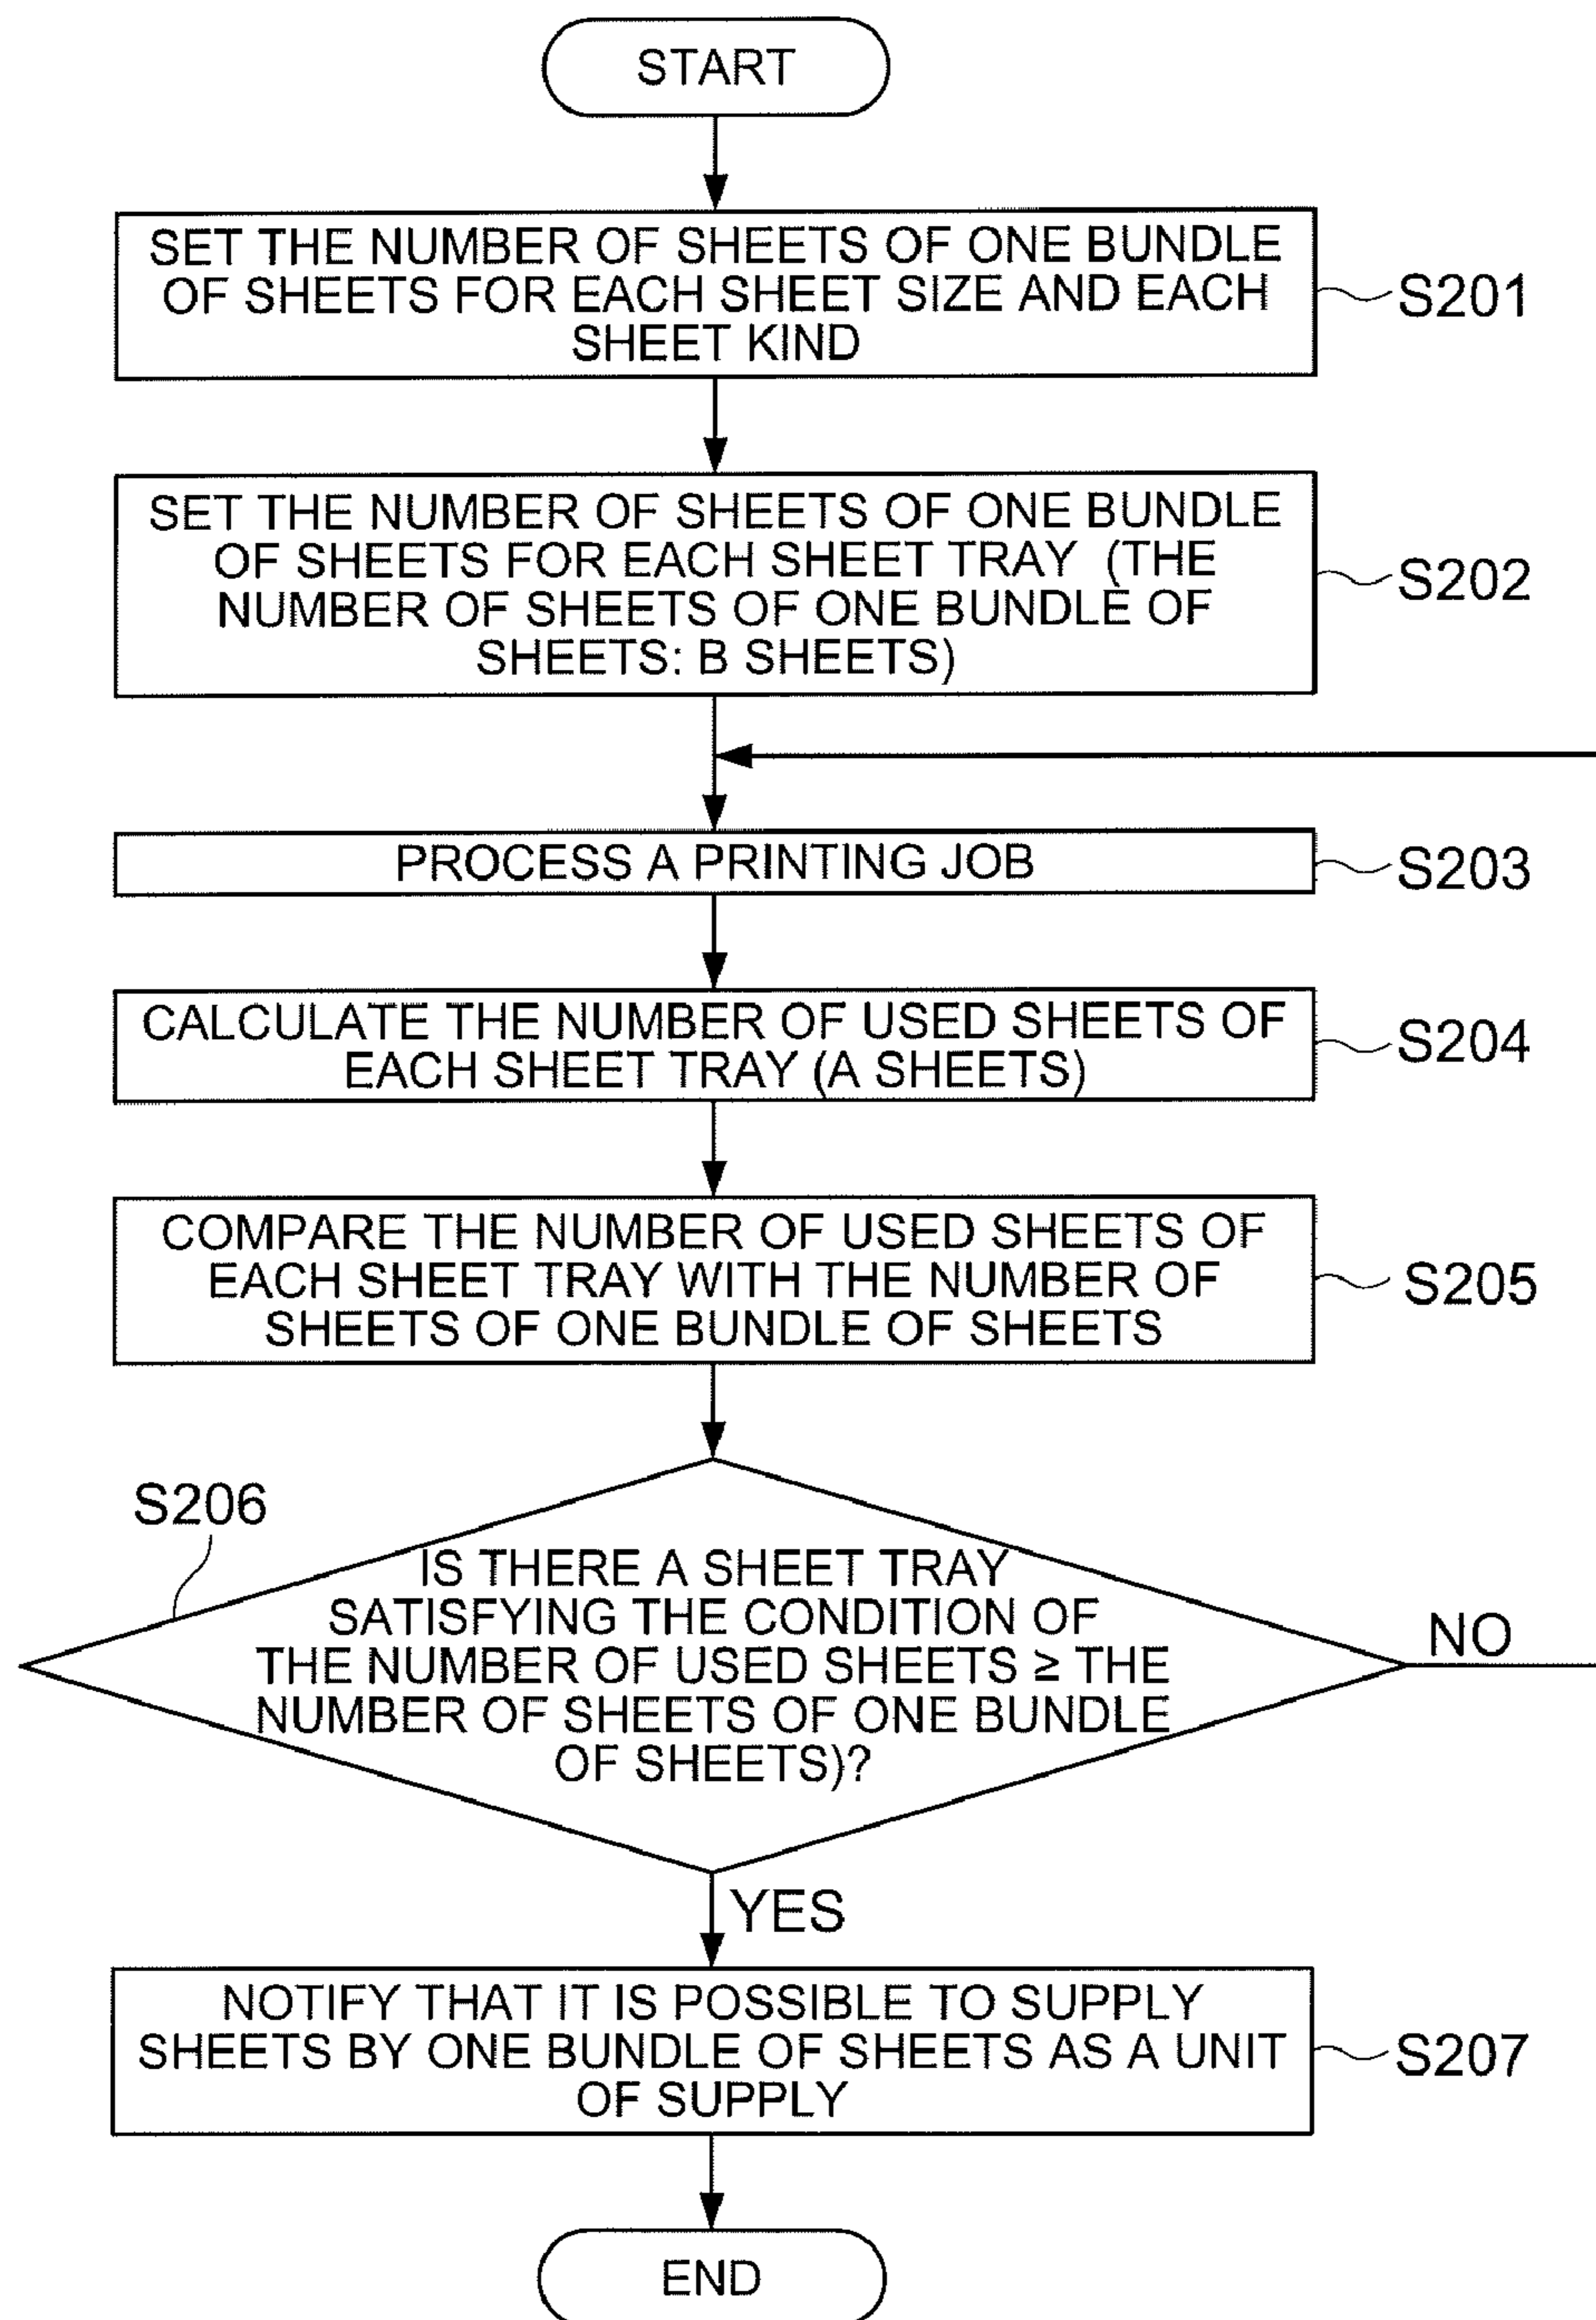 START
SET THE NUMBER OF SHEETS OF ONE BUNDLE
OF SHEETS FOR EACH SHEET SIZE AND EACH
SHEET KIND
S201
SET THE NUMBER OF SHEETS OF ONE BUNDLE
OF SHEETS FOR EACH SHEET TRAY (THE
NUMBER OF SHEETS OF ONE BUNDLE OF
SHEETS: B SHEETS)
S202
PROCESS A PRINTING JOB
S203
CALCULATE THE NUMBER OF USED SHEETS OF
EACH SHEET TRAY (A SHEETS)
S204
COMPARE THE NUMBER OF USED SHEETS OF
EACH SHEET TRAY WITH THE NUMBER OF
SHEETS OF ONE BUNDLE OF SHEETS
S205
S206
IS THERE A SHEET TRAY
SATISFYING THE CONDITION OF
THE NUMBER OF USED SHEETS ≥ THE
NUMBER OF SHEETS OF ONE BUNDLE
OF SHEETS)?
NO
YES
NOTIFY THAT IT IS POSSIBLE TO SUPPLY
SHEETS BY ONE BUNDLE OF SHEETS AS A UNIT
OF SUPPLY
S207
END